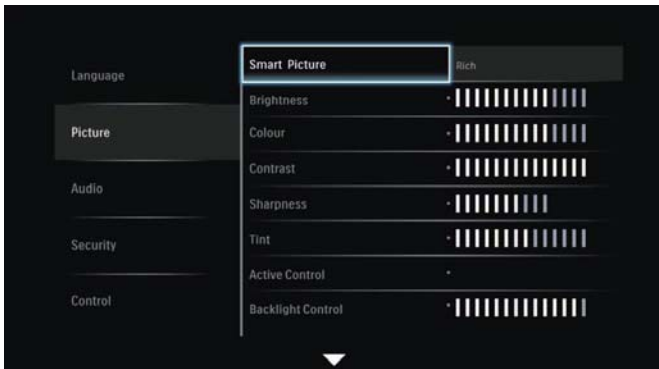 Language
Picture
Audio
Security
Control
Smart Picture
Rich
Brightness
Colour
Contrast
Sharpness
Tint
Active Control
Backlight Control